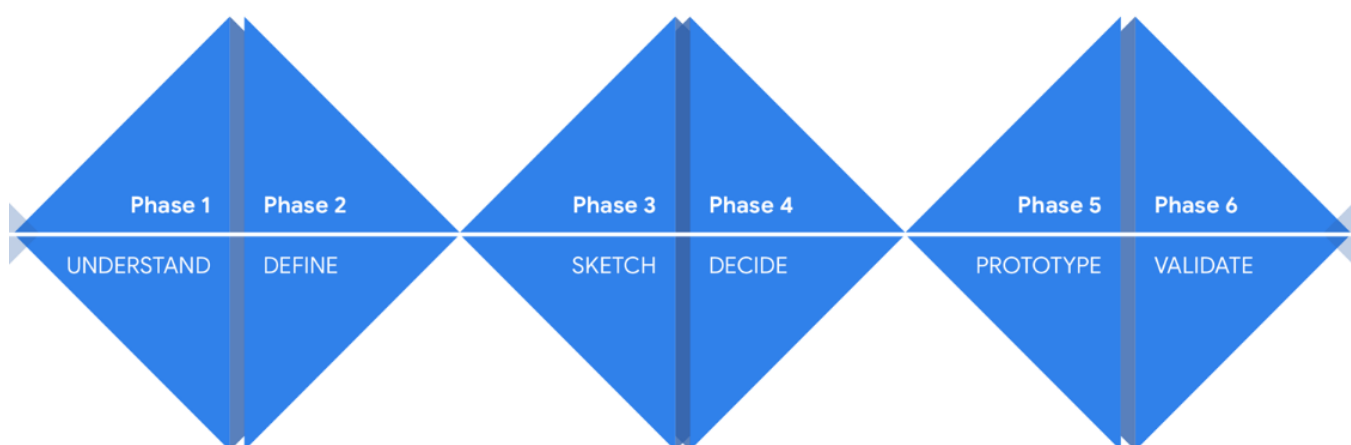 Phase 1
Phase 2
UNDERSTAND
DEFINE
Phase 3
Phase 4
SKETCH
DECIDE
Phase 5
Phase 6
PROTOTYPE
VALIDATE